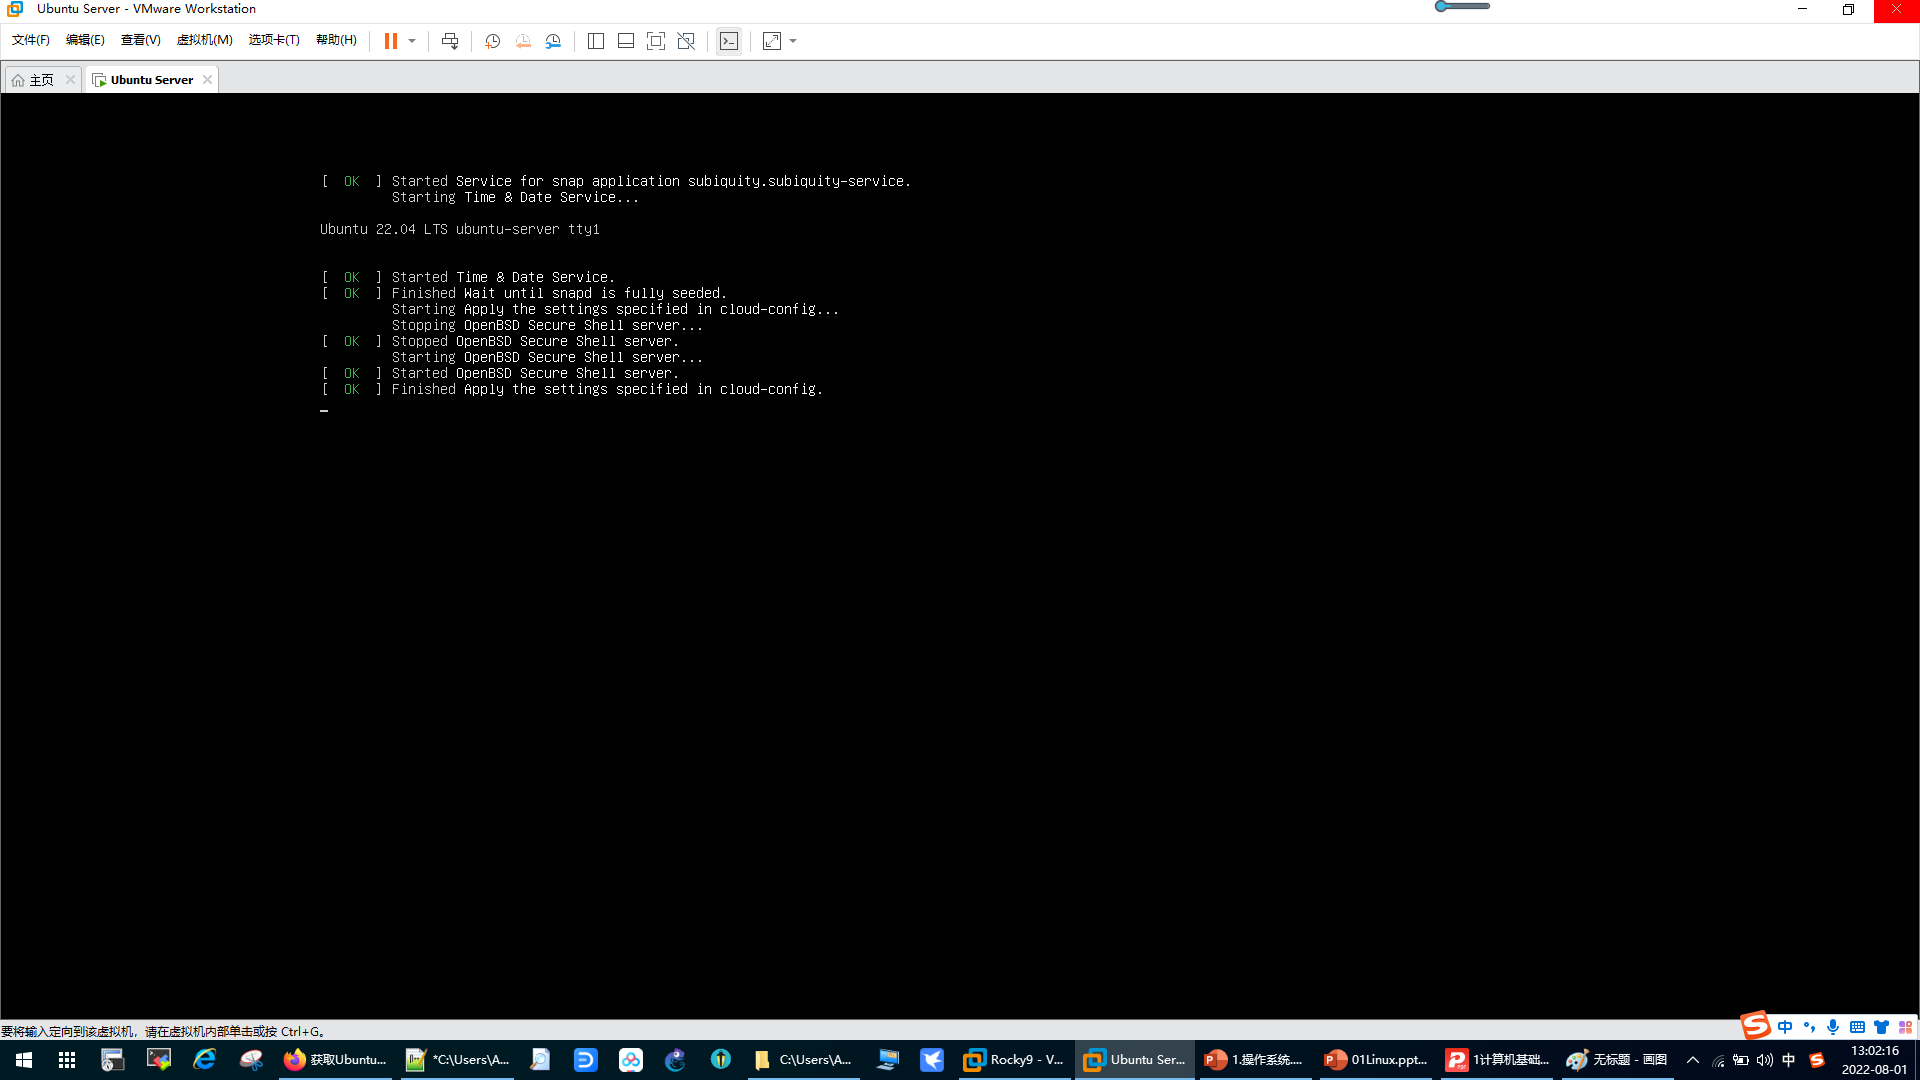 Ubuntu Server - VMware Workstation
文件(F) 编辑(E) 查看(V) 虚拟机(M) 选项卡(T) 帮助(H)
主页 Ubuntu Server
[ OK ] Started Service for snap application subiquity.subiquity-service.
Starting Time & Date Service...
Ubuntu 22.04 LTS ubuntu-server tty1
[ OK ] Started Time & Date Service.
[ OK ] Finished Wait until snapd is fully seeded.
Starting Apply the settings specified in cloud-config...
Stopping OpenBSD Secure Shell server...
[ OK ] Stopped OpenBSD Secure Shell server.
Starting OpenBSD Secure Shell server...
[ OK ] Started OpenBSD Secure Shell server.
[ OK ] Finished Apply the settings specified in cloud-config.
要将输入定向到该虚拟机，请在虚拟机内部单击或按 Ctrl+G。
中
获取Ubuntu... *C:\Users\A... C:\Users\A... Rocky9 - V... Ubuntu Ser... 1.操作系统.... 01Linux.ppt... 1计算机基础... 无标题 - 画图 中 13:02:16
2022-08-01